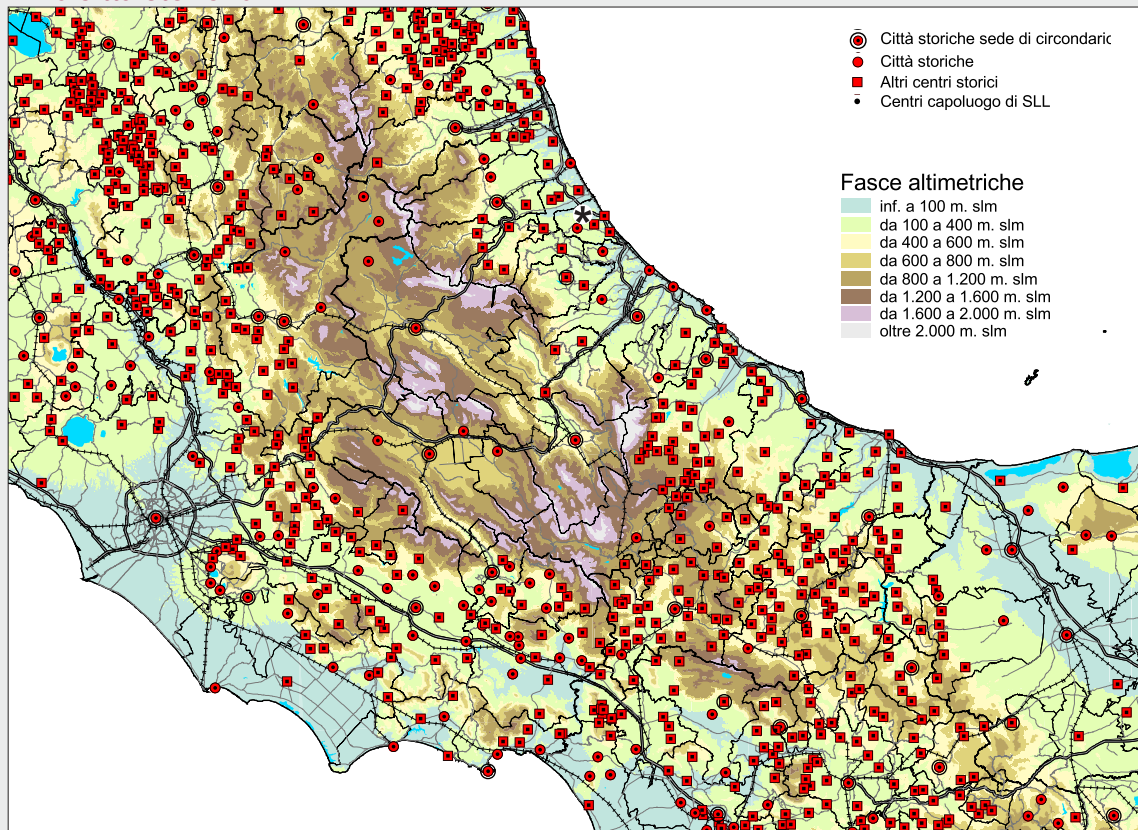 Città storiche sede di circondaric
Città storiche
Altri centri storici
Centri capoluogo di SLL
Fasce altimetriche
inf. a 100 m. slm
da 100 a 400 m. slm
da 400 a 600 m. slm
da 600 a 800 m. slm
da 800 a 1.200 m. slm
da 1.200 a 1.600 m. slm
da 1.600 a 2.000 m. slm
oltre 2.000 m. slm
*